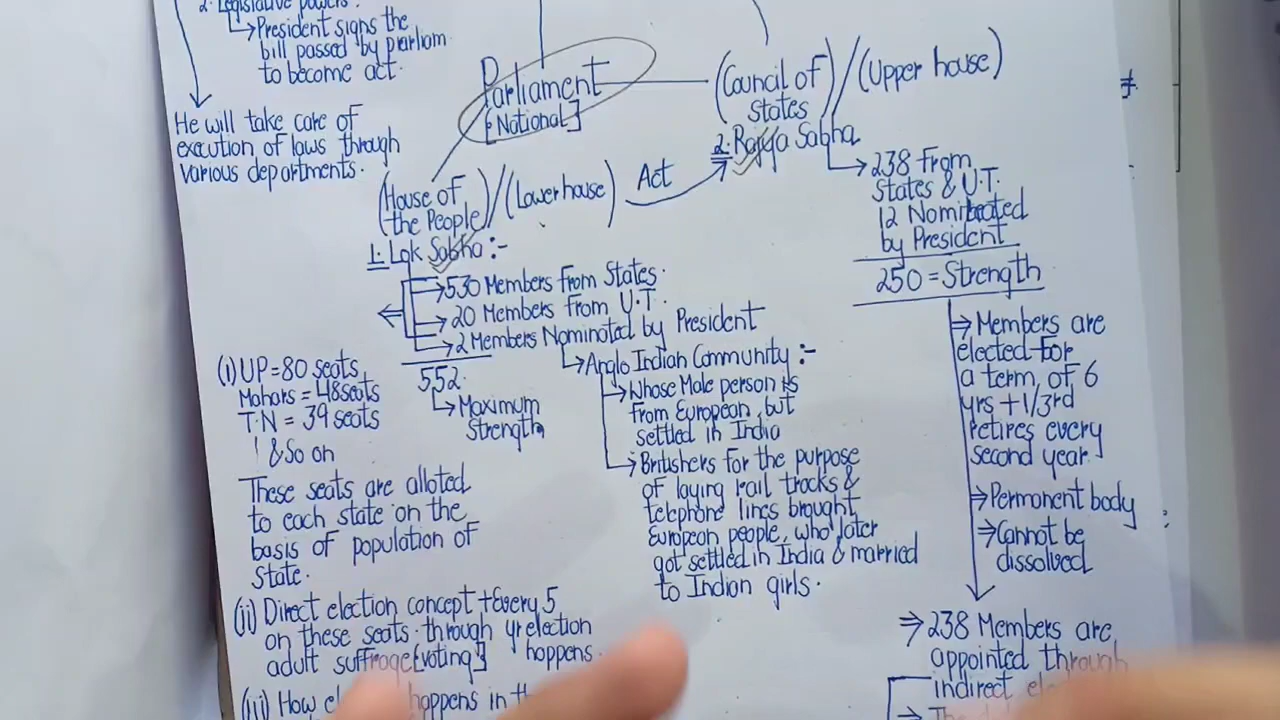 2. Legislative powers:
President signs the
bill passed by parliam
to become act.
He will take care of
execution of laws through
various departments.
Parliament
[National]
(Council of
states) / (Upper house)
2. Rajya Sabha
238 from
States & U.T.
12 Nominated
by President
250 = Strength
Members are
elected for
a term of 6
yrs + 1/3rd
retires every
second year.
Permanent body
Cannot be
dissolved
238 Members are
appointed through
indirect
(House of
the People) / (Lower house)
Act
1. Lok Sabha :-
530 Members from States.
20 Members from U.T.
2 Members Nominated by President
552.
Maximum
Strength
Anglo Indian Community :-
Whose Male person is
from European, but
settled in India
Britishers for the purpose
of laying rail tracks &
telephone lines brought
European people, who later
got settled in India & married
to Indian girls.
(i) UP = 80 seats
Mahars = 48 seats
T.N = 39 seats
& So on
These seats are alloted
to each state on the
basis of population of
State.
(ii) Direct election concept + Every 5
on these seats through yr election
adult suffrage [voting] happens.
(iii) How happens in